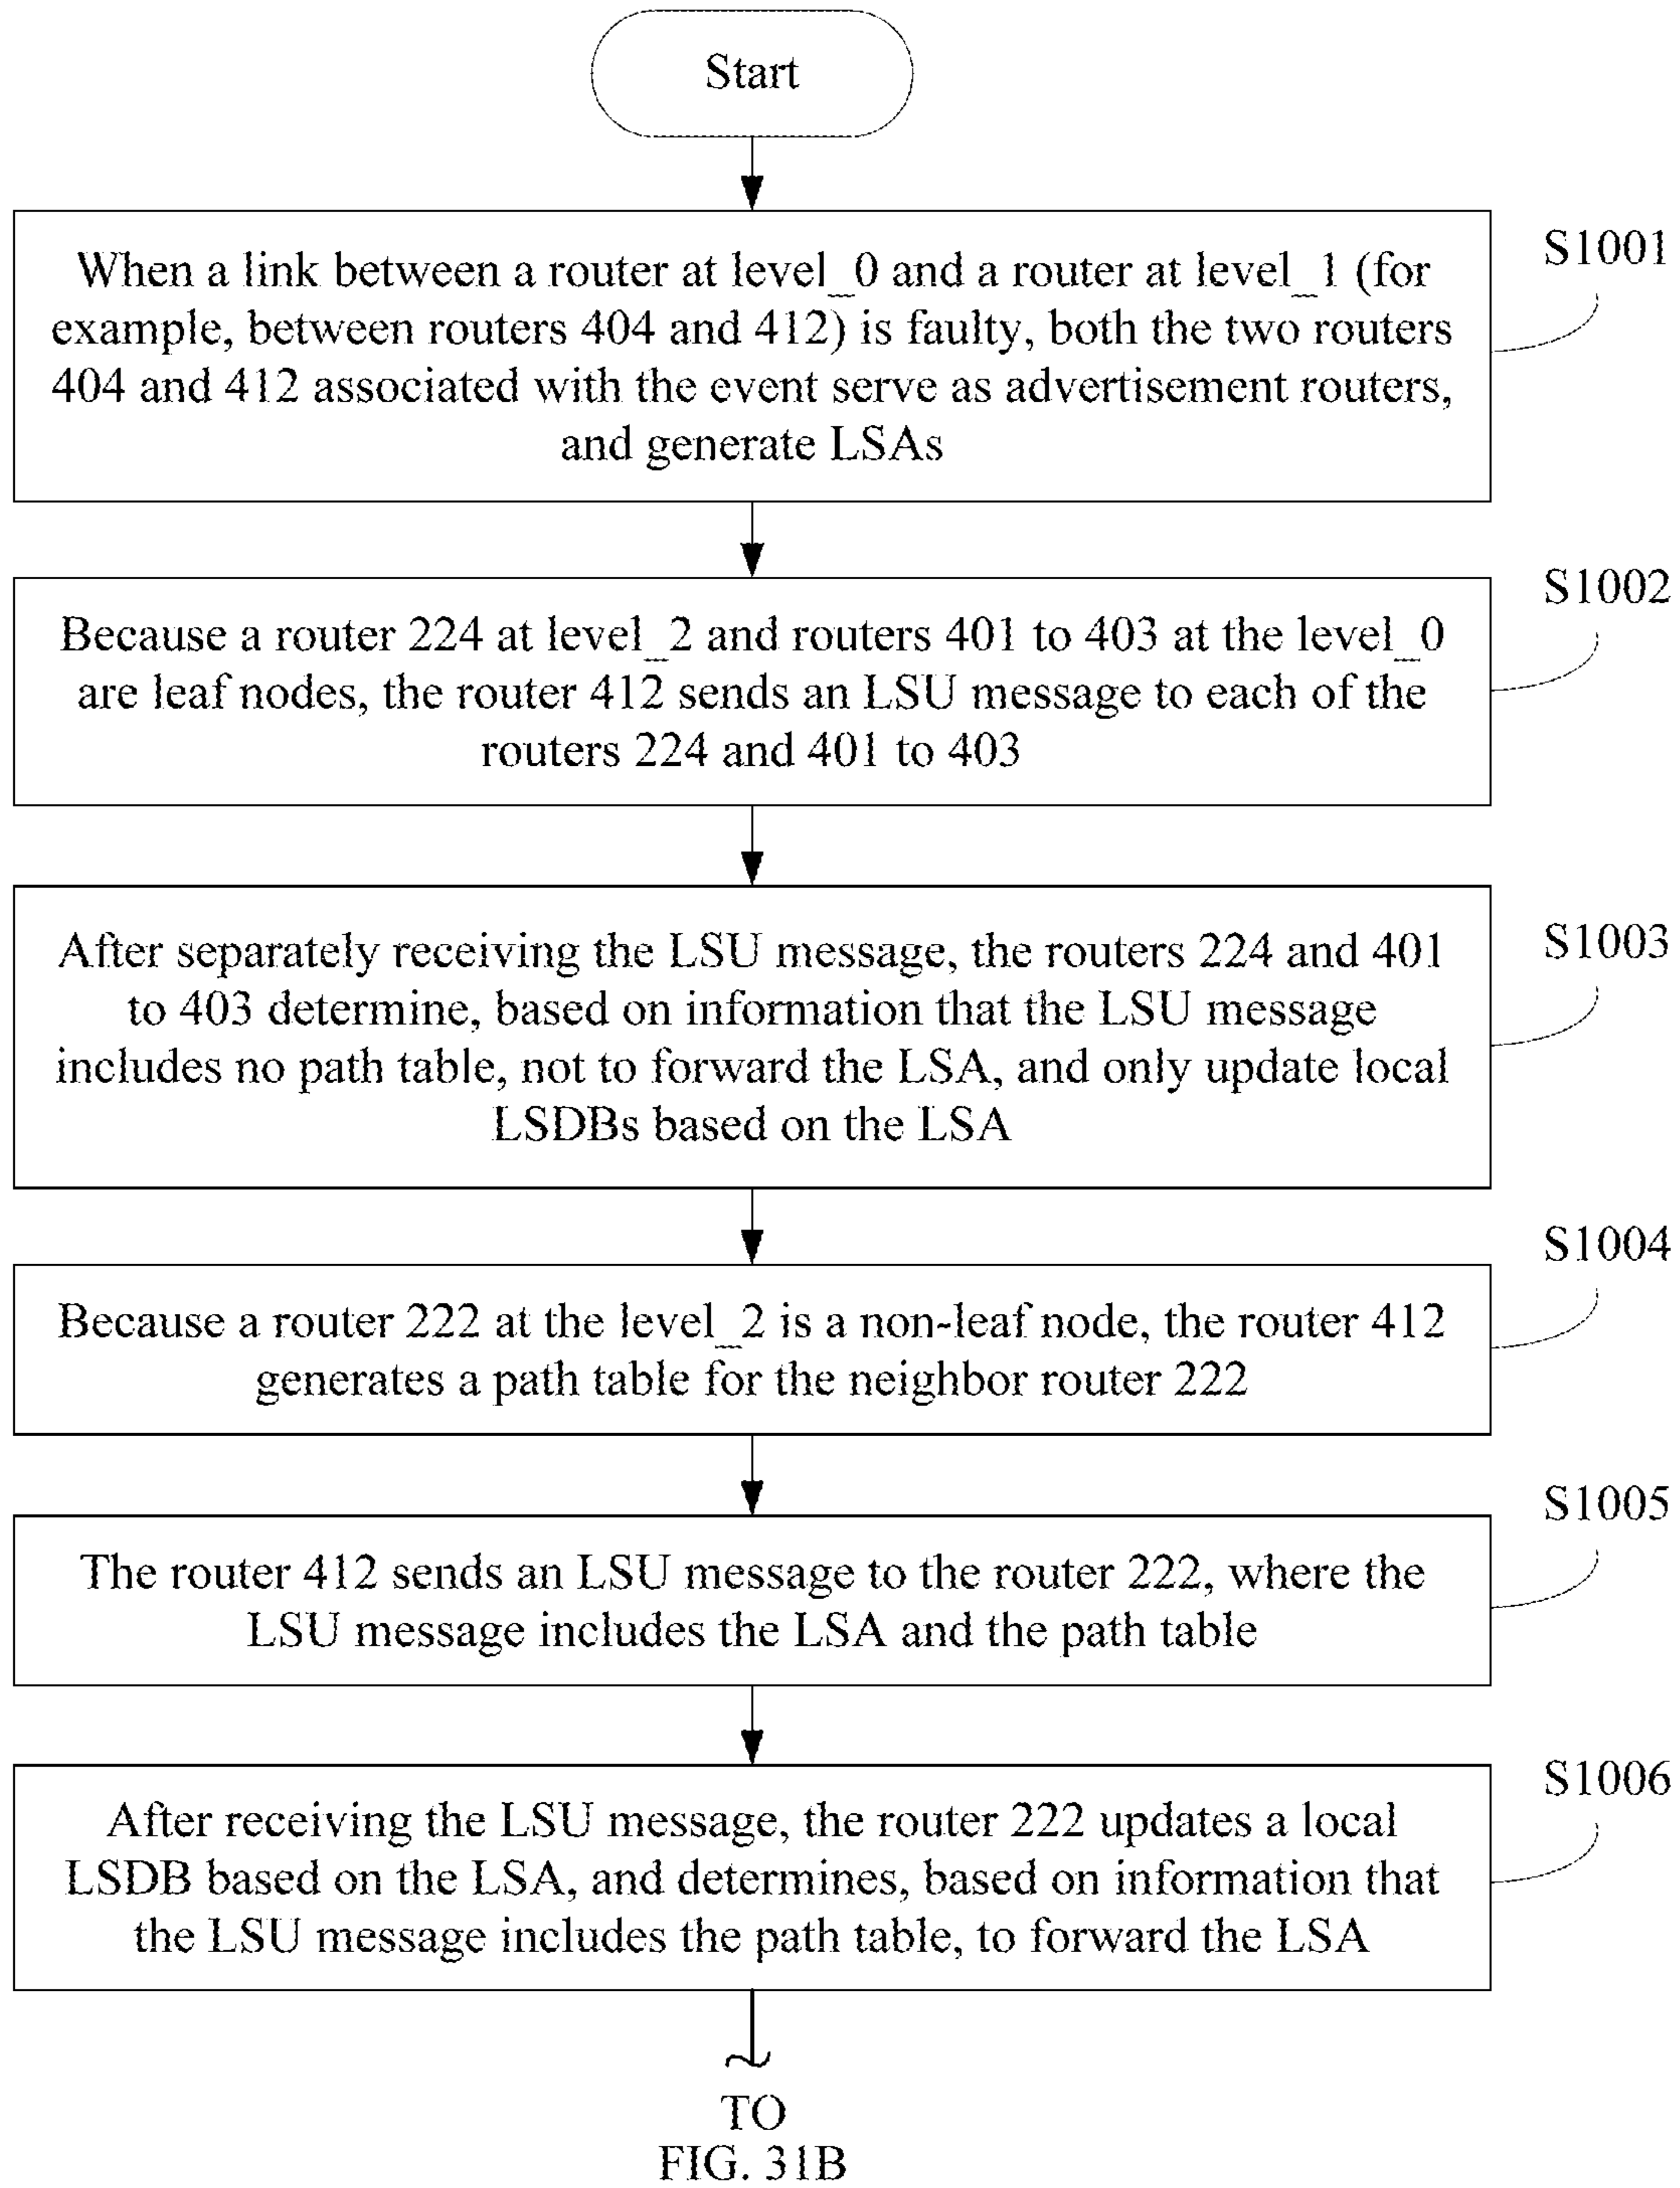 Start
When a link between a router at level_0 and a router at level_1 (for
example, between routers 404 and 412) is faulty, both the two routers
404 and 412 associated with the event serve as advertisement routers,
and generate LSAs
S1001
Because a router 224 at level_2 and routers 401 to 403 at the level_0
are leaf nodes, the router 412 sends an LSU message to each of the
routers 224 and 401 to 403
S1002
After separately receiving the LSU message, the routers 224 and 401
to 403 determine, based on information that the LSU message
includes no path table, not to forward the LSA, and only update local
LSDBs based on the LSA
S1003
Because a router 222 at the level_2 is a non-leaf node, the router 412
generates a path table for the neighbor router 222
S1004
The router 412 sends an LSU message to the router 222, where the
LSU message includes the LSA and the path table
S1005
After receiving the LSU message, the router 222 updates a local
LSDB based on the LSA, and determines, based on information that
the LSU message includes the path table, to forward the LSA
S1006
TO
FIG. 31B